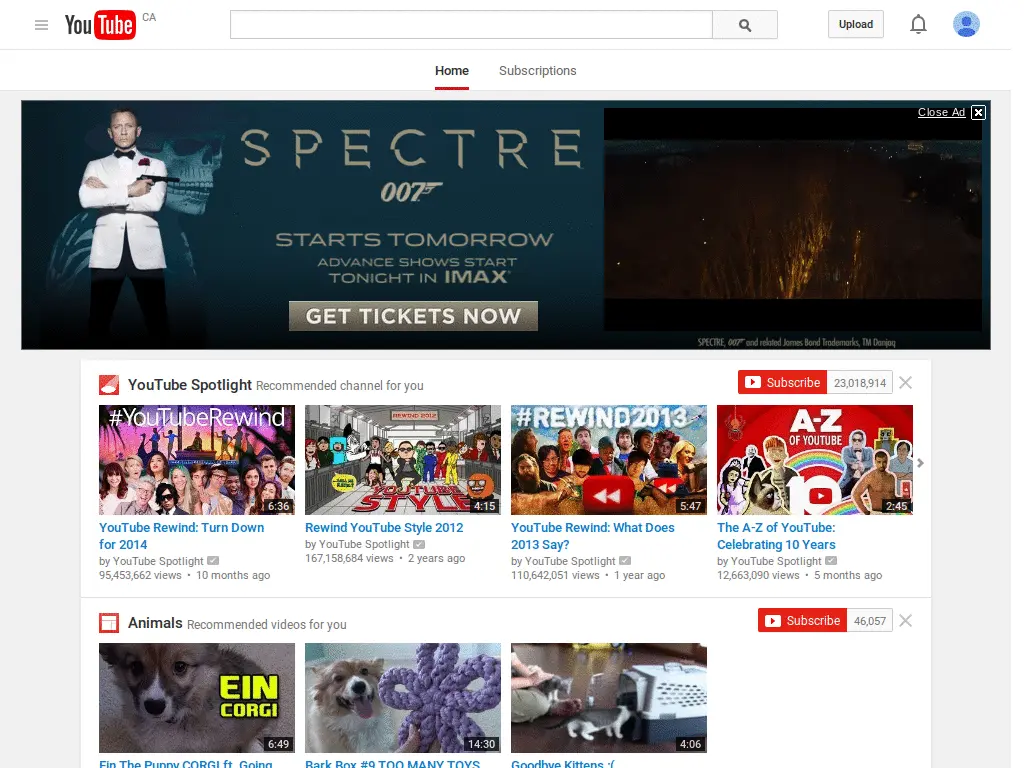 YouTube CA
Upload
Home Subscriptions
Close Ad
SPECTRE
007
STARTS TOMORROW
ADVANCE SHOWS START
TONIGHT IN IMAX
GET TICKETS NOW
SPECTRE, 007 and related James Bond Trademarks, TM Danjaq
YouTube Spotlight Recommended channel for you
Subscribe 23,018,914
#YouTubeRewind
6:36
REWIND 2012
YOUTUBE
STYLE
4:15
#REWIND2013
5:47
A-Z
OF YOUTUBE
2:45
YouTube Rewind: Turn Down
for 2014
by YouTube Spotlight
95,453,662 views • 10 months ago
Rewind YouTube Style 2012
by YouTube Spotlight
167,158,684 views • 2 years ago
YouTube Rewind: What Does
2013 Say?
by YouTube Spotlight
110,642,051 views • 1 year ago
The A-Z of YouTube:
Celebrating 10 Years
by YouTube Spotlight
12,663,090 views • 5 months ago
Animals Recommended videos for you
Subscribe 46,057
EIN
CORGI
6:49
14:30
4:06
Ein The Puppy CORGI ft. Going
Bark Box #9 TOO MANY TOYS
Goodbye Kittens :(